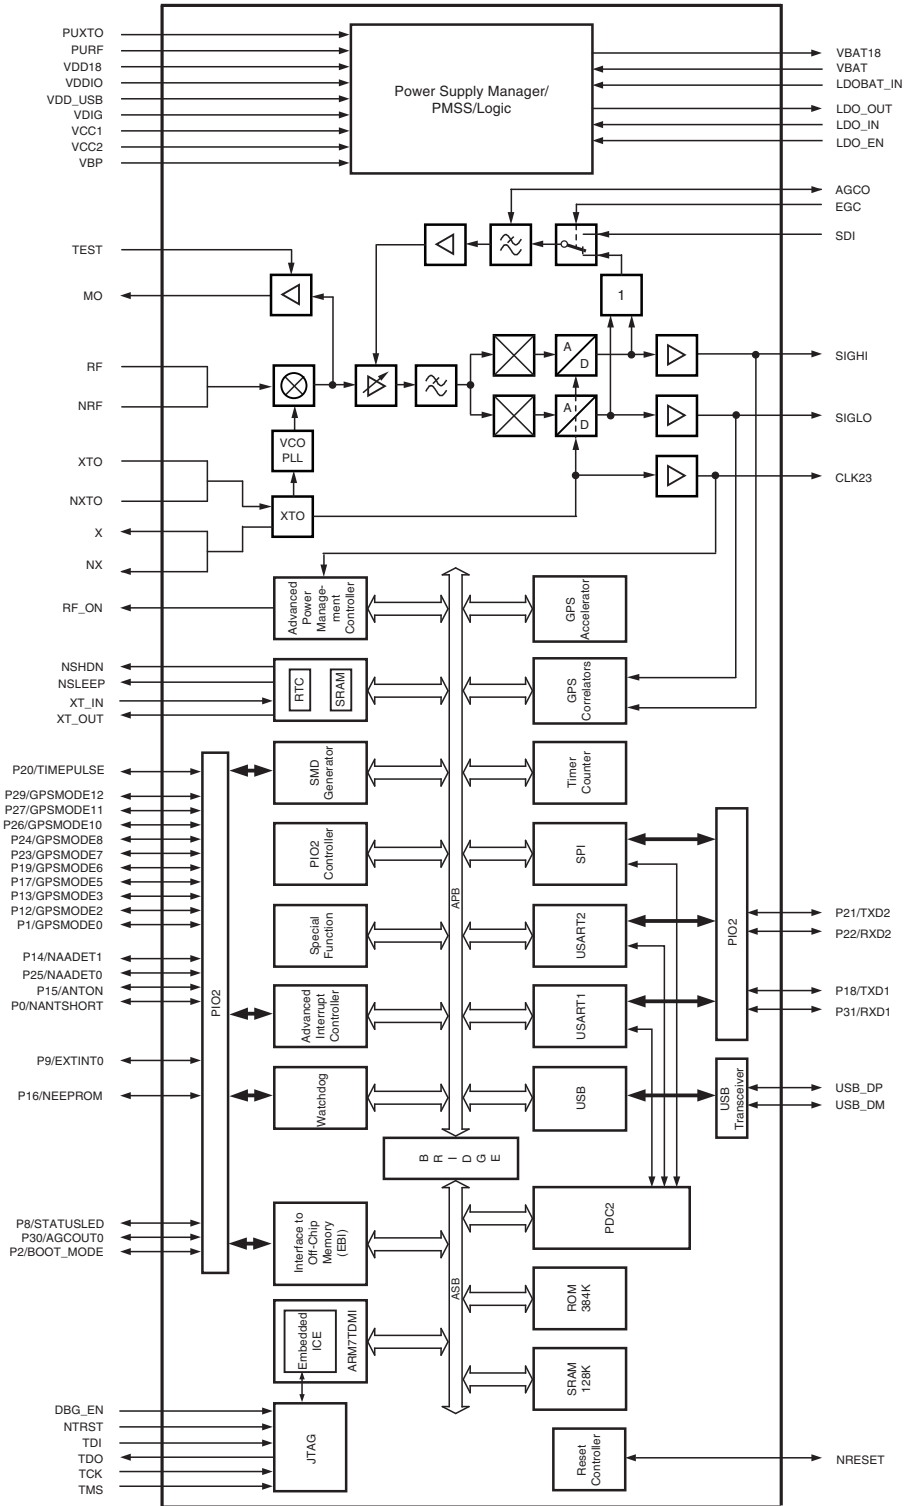 PUXTO
PURF
VDD18
VDDIO
VDD_USB
VDIG
VCC1
VCC2
VBP
Power Supply Manager/
PMSS/Logic
VBAT18
VBAT
LDOBAT_IN
LDO_OUT
LDO_IN
LDO_EN
AGCO
EGC
SDI
TEST
MO
1
RF
NRF
A
D
A
D
SIGHI
SIGLO
VCO
PLL
XTO
NXTO
X
NX
XTO
CLK23
RF_ON
Advanced
Power
Manage-
ment
Controller
GPS
Accelerator
NSHDN
NSLEEP
XT_IN
XT_OUT
RTC
SRAM
GPS
Correlators
P20/TIMEPULSE
P29/GPSMODE12
P27/GPSMODE11
P26/GPSMODE10
P24/GPSMODE8
P23/GPSMODE7
P19/GPSMODE6
P17/GPSMODE5
P13/GPSMODE3
P12/GPSMODE2
P1/GPSMODE0
P14/NAADET1
P25/NAADET0
P15/ANTON
P0/NANTSHORT
P9/EXTINT0
P16/NEEPROM
P8/STATUSLED
P30/AGCOUT0
P2/BOOT_MODE
PIO2
SMD
Generator
PIO2
Controller
Special
Function
Advanced
Interrupt
Controller
Watchdog
APB
Timer
Counter
SPI
USART2
USART1
USB
PIO2
P21/TXD2
P22/RXD2
P18/TXD1
P31/RXD1
USB
Transceiver
USB_DP
USB_DM
BRIDGE
Interface to
Off-Chip
Memory
(EBI)
ASB
PDC2
ROM
384K
SRAM
128K
Embedded
ICE
ARM7TDMI
DBG_EN
NTRST
TDI
TDO
TCK
TMS
JTAG
Reset
Controller
NRESET